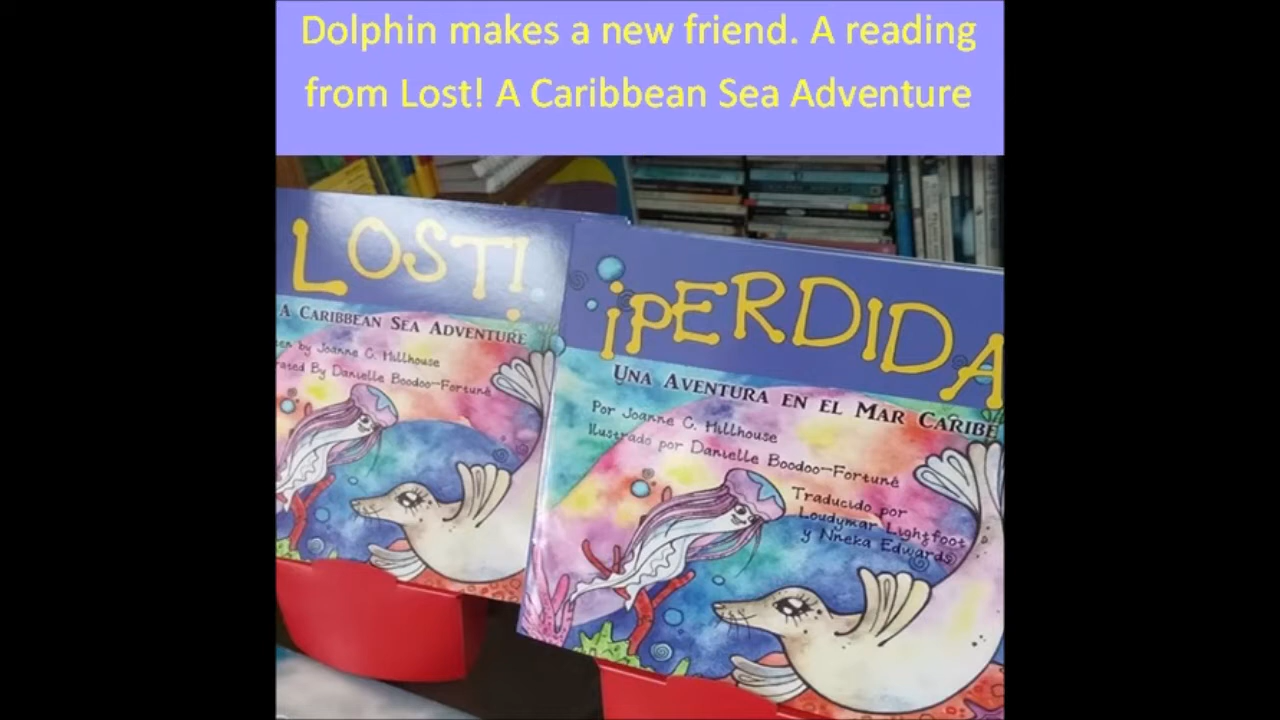 Dolphin makes a new friend. A reading
from Lost! A Caribbean Sea Adventure
LOST!
A CARIBBEAN SEA ADVENTURE
by Joanne C. Hillhouse
By Danielle Boodoo-Fortuné
¡PERDIDA
UNA AVENTURA EN EL MAR CARIBE
Por Joanne C. Hillhouse
Ilustrado por Danielle Boodoo-Fortuné
Traducido por
Loudymar Lightfoot
y Nneka Edwards